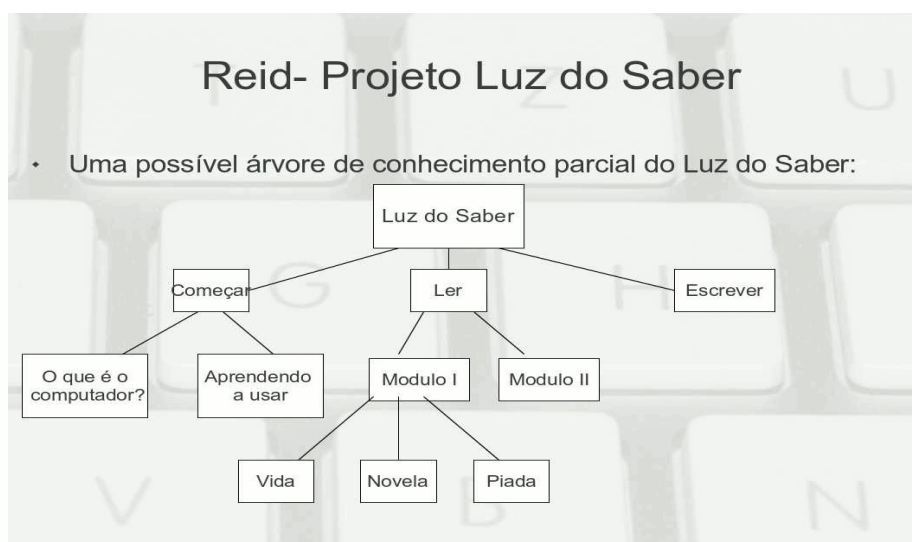 Reid- Projeto Luz do Saber
• Uma possível árvore de conhecimento parcial do Luz do Saber:
Luz do Saber
Começar
Ler
Escrever
O que é o
computador?
Aprendendo
a usar
Modulo I
Modulo II
Vida
Novela
Piada
T
Z
U
G
H
V
B
N